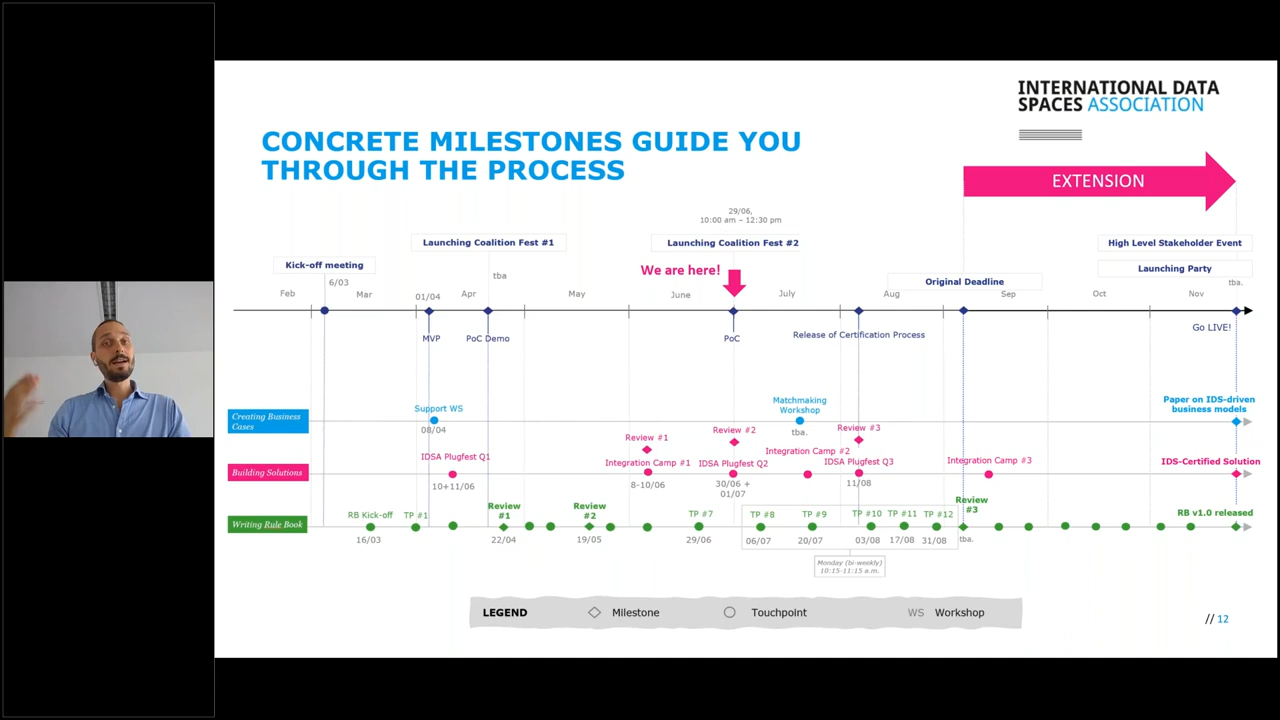 INTERNATIONAL DATA
SPACES ASSOCIATION
CONCRETE MILESTONES GUIDE YOU
THROUGH THE PROCESS
EXTENSION
29/06,
10:00 am – 12:30 pm
Launching Coalition Fest #1
Launching Coalition Fest #2
High Level Stakeholder Event
Kick-off meeting
We are here!
Launching Party
6/03
tba
Original Deadline
tba.
Feb
Mar
01/04
Apr
May
June
July
Aug
Sep
Oct
Nov
MVP
PoC Demo
PoC
Release of Certification Process
Go LIVE!
Creating Business
Cases
Support WS
08/04
Matchmaking
Workshop
tba.
Paper on IDS-driven
business models
Building Solutions
IDSA Plugfest Q1
10+11/06
Review #1
Integration Camp #1
8-10/06
Review #2
IDSA Plugfest Q2
30/06 +
01/07
Integration Camp #2
Review #3
IDSA Plugfest Q3
11/08
Integration Camp #3
IDS-Certified Solution
Writing Rule Book
RB Kick-off
16/03
TP #1
Review
#1
22/04
Review
#2
19/05
TP #7
29/06
TP #8
06/07
TP #9
20/07
TP #10
03/08
TP #11
17/08
TP #12
31/08
Review
#3
tba.
RB v1.0 released
Monday (bi-weekly)
10:15-11:15 a.m.
LEGEND
Milestone
Touchpoint
WS Workshop
// 12